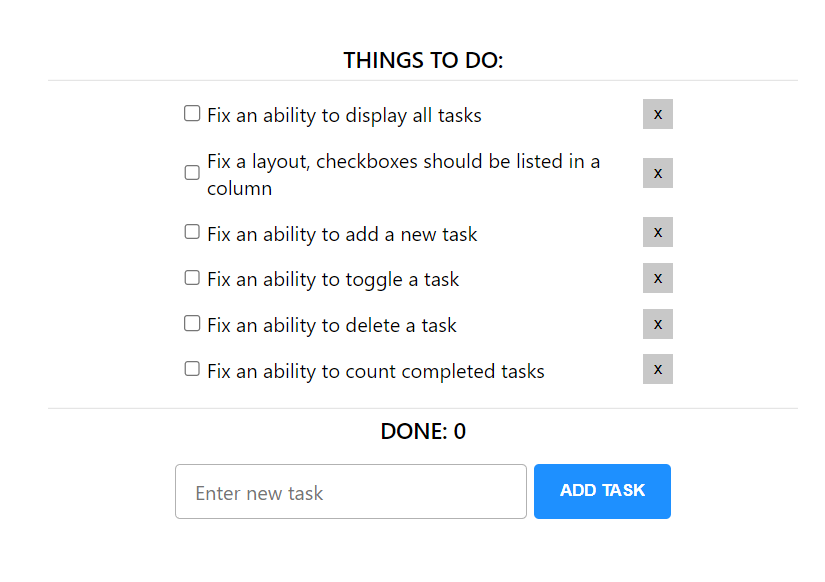 THINGS TO DO:
Fix an ability to display all tasks x
Fix a layout, checkboxes should be listed in a
column x
Fix an ability to add a new task x
Fix an ability to toggle a task x
Fix an ability to delete a task x
Fix an ability to count completed tasks x
DONE: 0
Enter new task ADD TASK